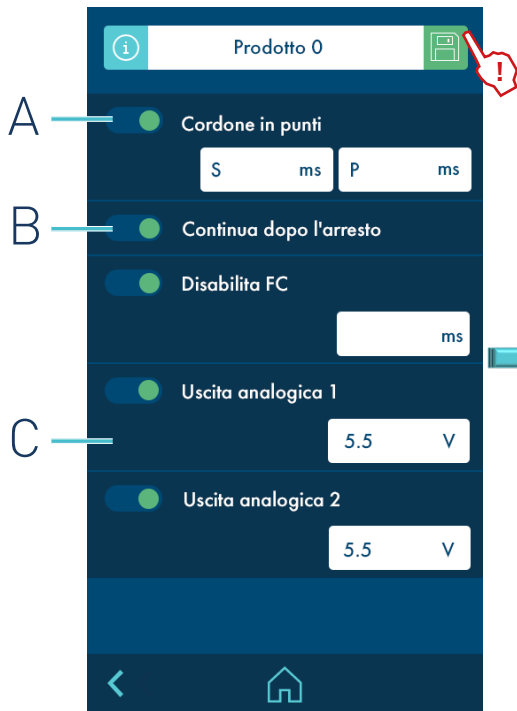 i Prodotto 0 !
A Cordone in punti
S ms P ms
B Continua dopo l'arresto
Disabilita FC
ms
Uscita analogica 1
C 5.5 V
Uscita analogica 2
5.5 V